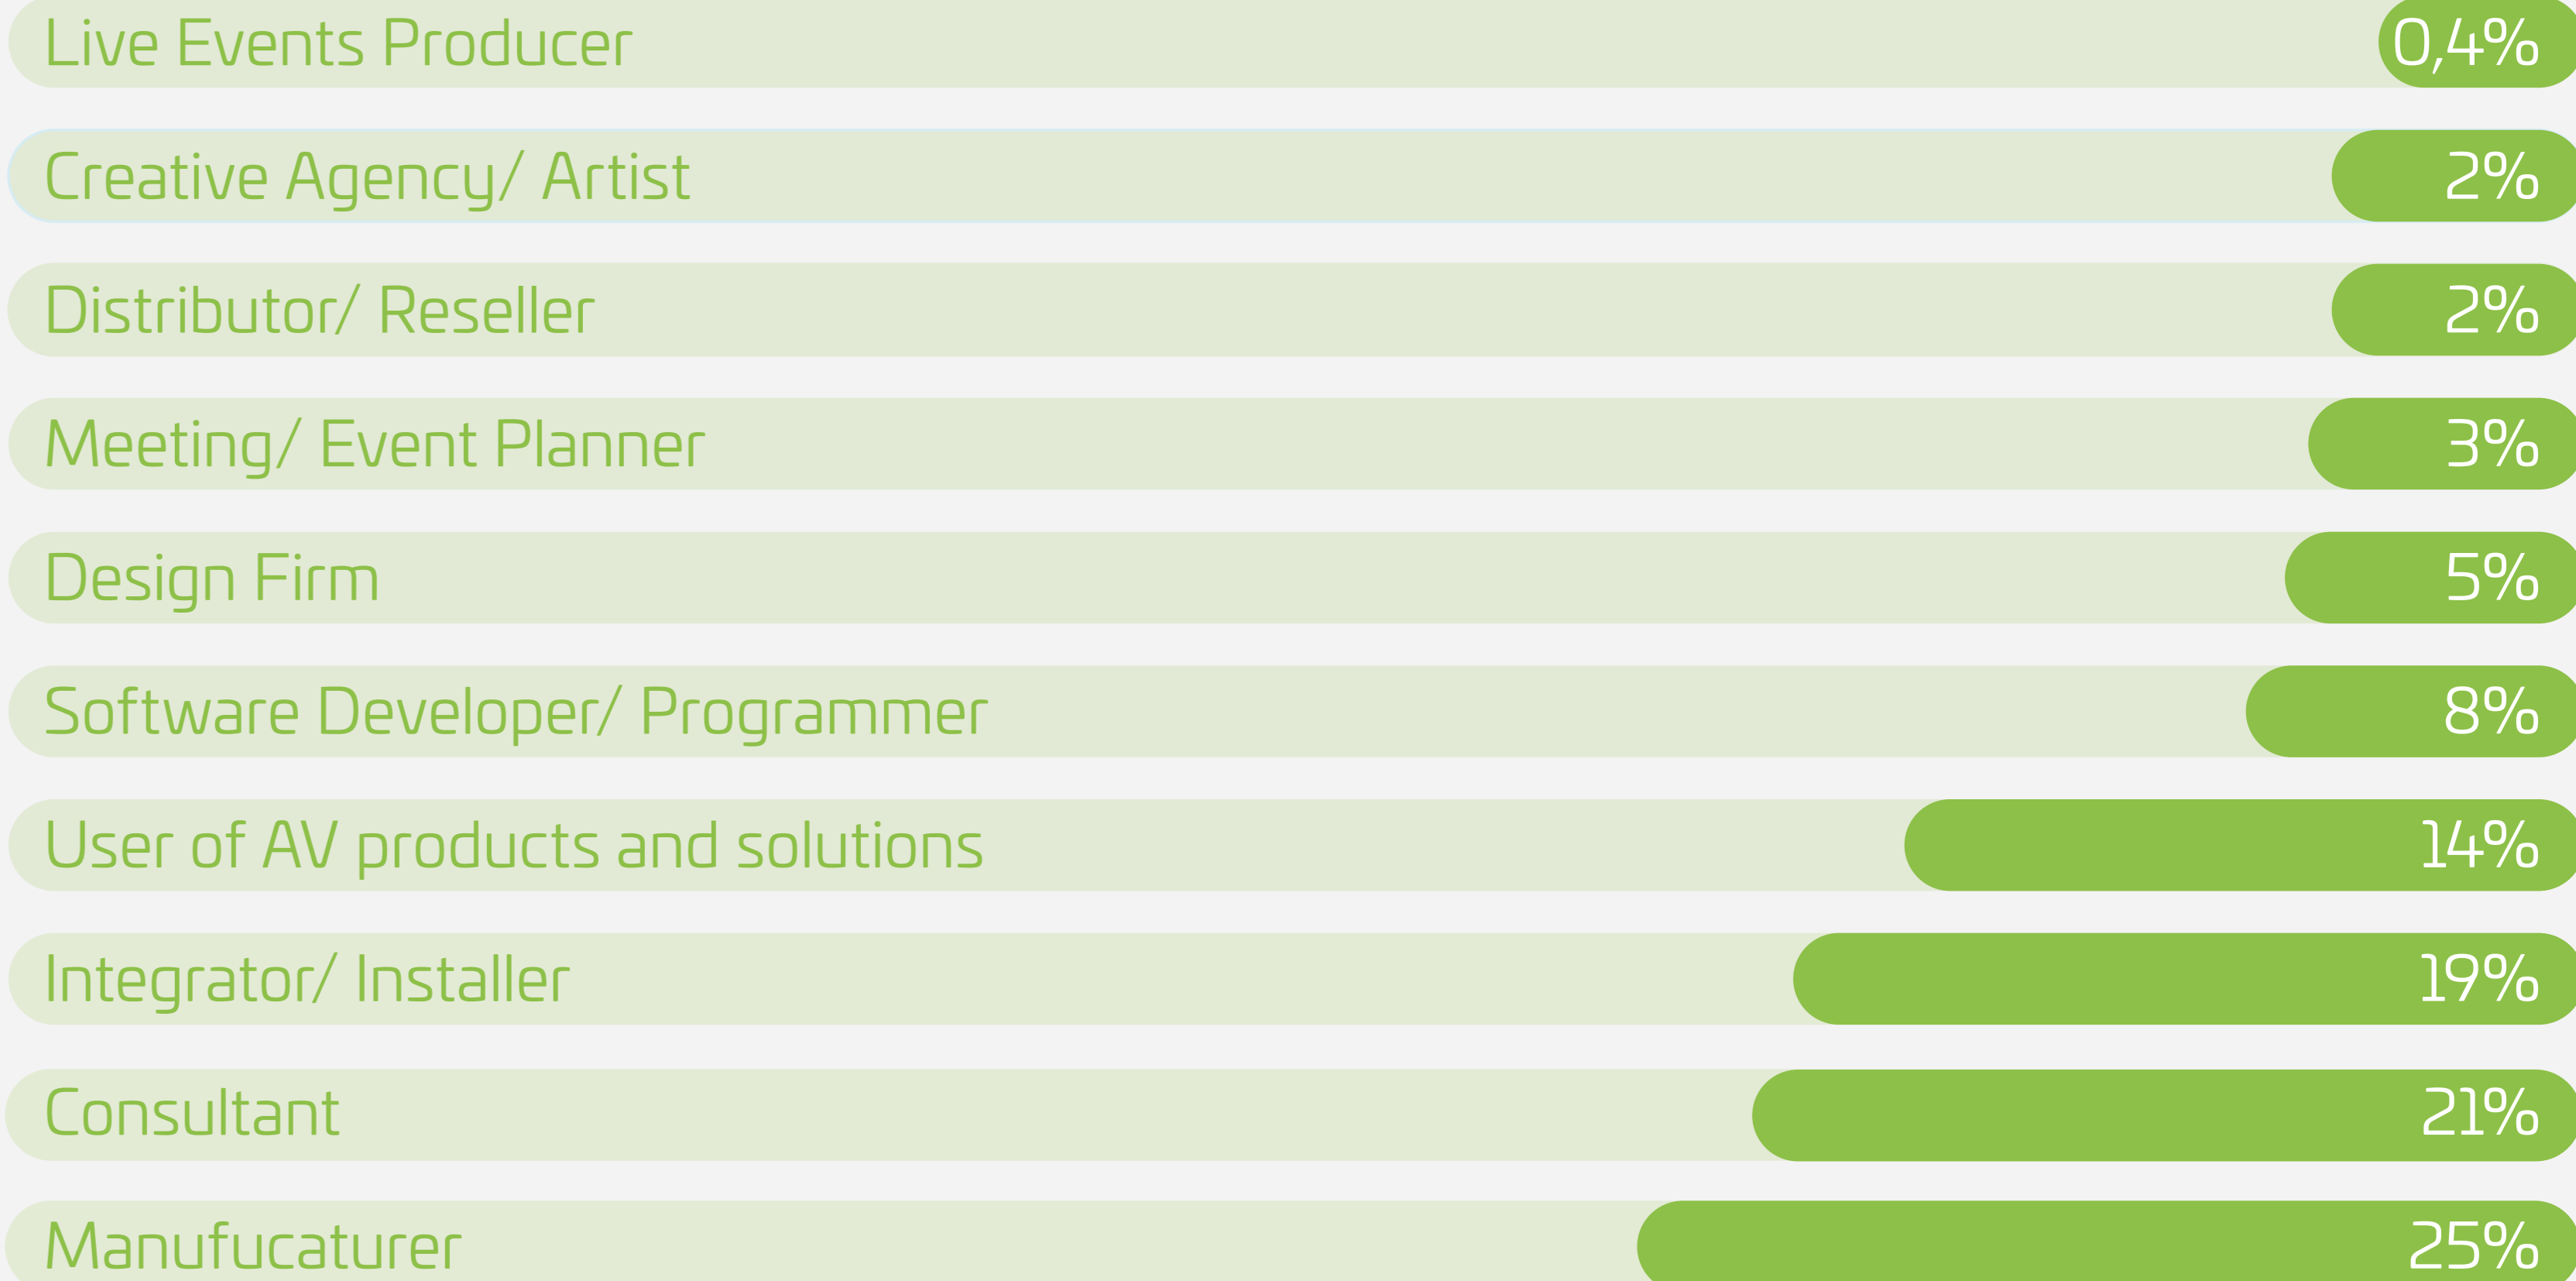 Live Events Producer 0,4%
Creative Agency/ Artist 2%
Distributor/ Reseller 2%
Meeting/ Event Planner 3%
Design Firm 5%
Software Developer/ Programmer 8%
User of AV products and solutions 14%
Integrator/ Installer 19%
Consultant 21%
Manufucaturer 25%